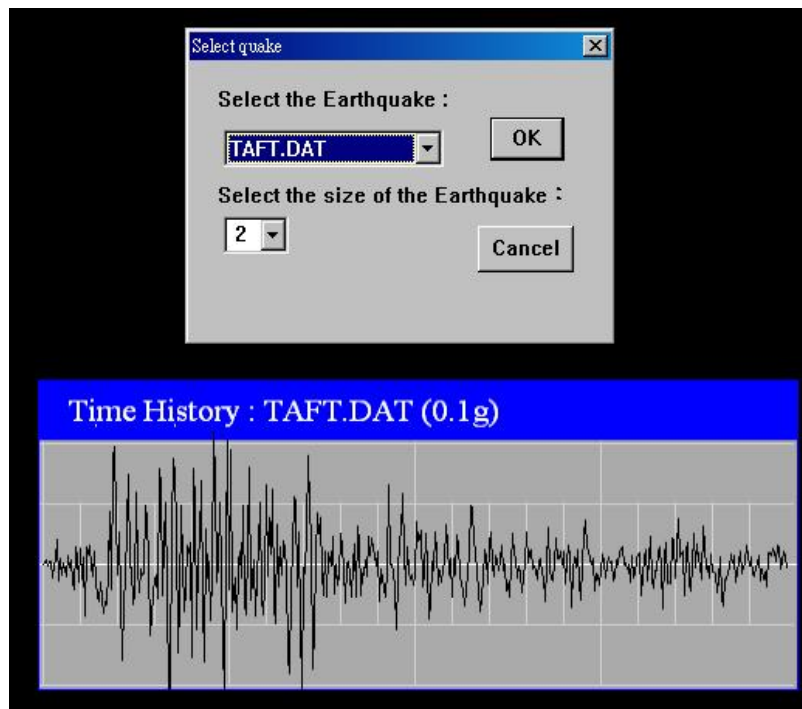 Select quake
Select the Earthquake :
TAFT.DAT
OK
Select the size of the Earthquake :
2
Cancel
Time History : TAFT.DAT (0.1g)